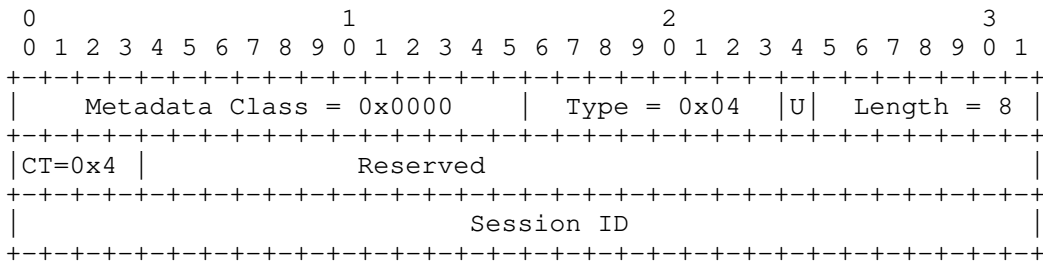 0                   1                   2                   3
 0 1 2 3 4 5 6 7 8 9 0 1 2 3 4 5 6 7 8 9 0 1 2 3 4 5 6 7 8 9 0 1
+-+-+-+-+-+-+-+-+-+-+-+-+-+-+-+-+-+-+-+-+-+-+-+-+-+-+-+-+-+-+-+-+
|    Metadata Class = 0x0000    |  Type = 0x04  |U|  Length = 8 |
+-+-+-+-+-+-+-+-+-+-+-+-+-+-+-+-+-+-+-+-+-+-+-+-+-+-+-+-+-+-+-+-+
|CT=0x4 |             Reserved                                  |
+-+-+-+-+-+-+-+-+-+-+-+-+-+-+-+-+-+-+-+-+-+-+-+-+-+-+-+-+-+-+-+-+
|                            Session ID                         |
+-+-+-+-+-+-+-+-+-+-+-+-+-+-+-+-+-+-+-+-+-+-+-+-+-+-+-+-+-+-+-+-+